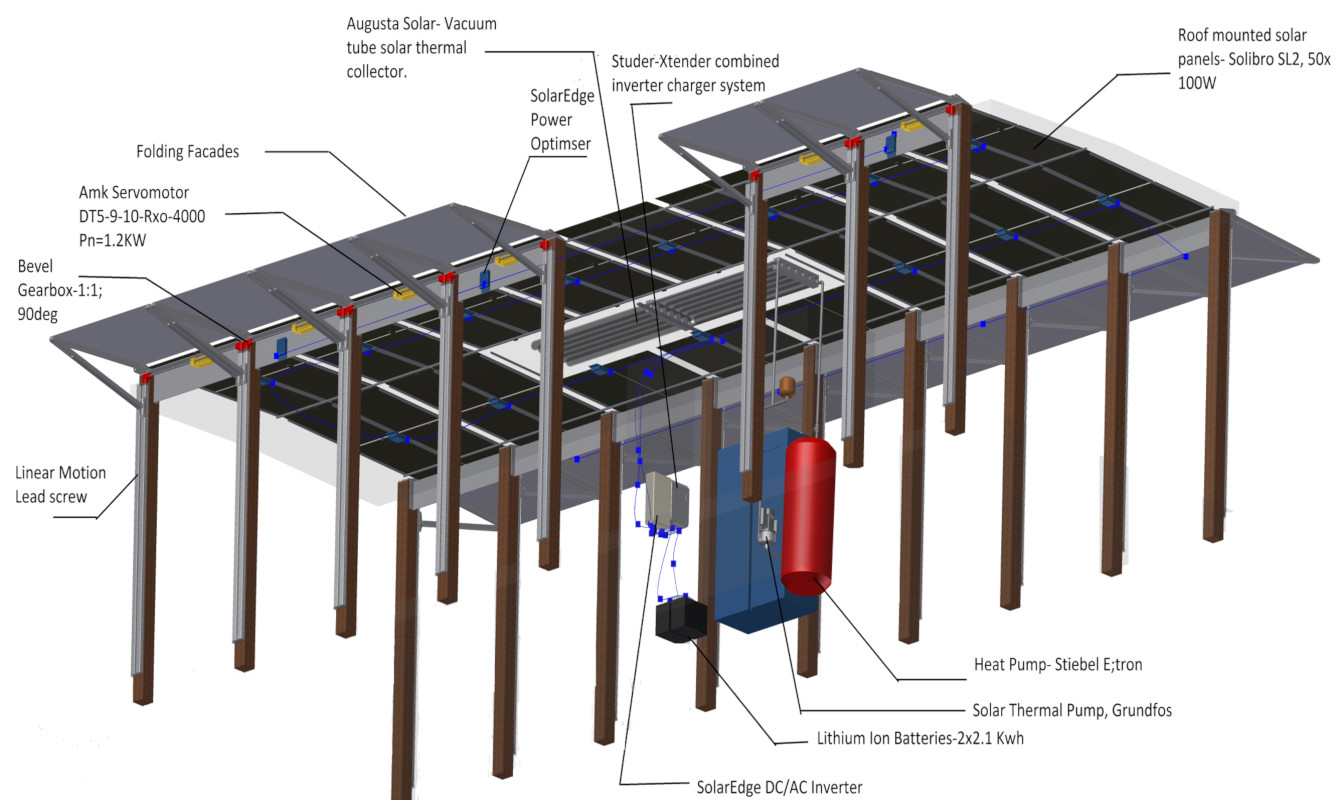 Augusta Solar- Vacuum
tube solar thermal
collector.
Studer-Xtender combined
inverter charger system
Roof mounted solar
panels- Solibro SL2, 50x
100W
SolarEdge
Power
Optimser
Folding Facades
Amk Servomotor
DT5-9-10-Rxo-4000
Pn=1.2KW
Bevel
Gearbox-1:1;
90deg
Linear Motion
Lead screw
Heat Pump- Stiebel E;tron
Solar Thermal Pump, Grundfos
Lithium Ion Batteries-2x2.1 Kwh
SolarEdge DC/AC Inverter